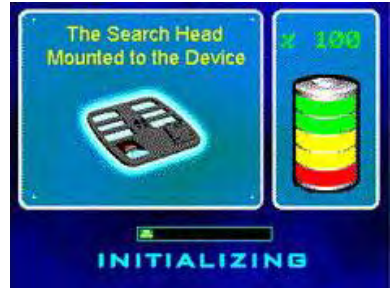 The Search Head
Mounted to the Device
x 100
INITIALIZING